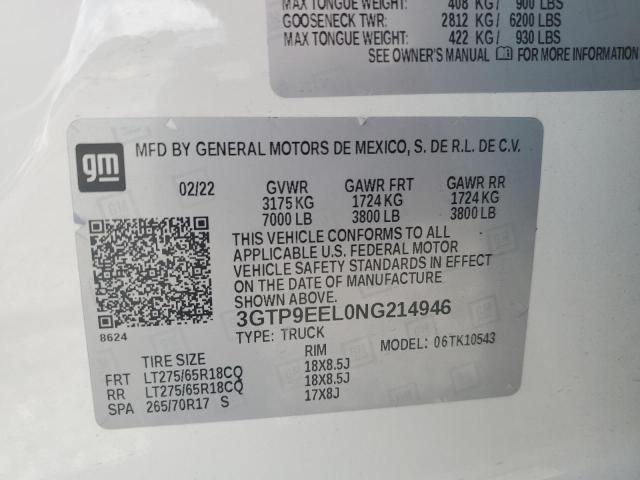 MAX TONGUE WEIGHT: 408 KG/ 900 LBS
GOOSENECK TWR: 2812 KG/ 6200 LBS
MAX TONGUE WEIGHT: 422 KG/ 930 LBS
SEE OWNER'S MANUAL FOR MORE INFORMATION
gm
MFD BY GENERAL MOTORS DE MEXICO, S. DE R.L. DE C.V.
02/22 GVWR GAWR FRT GAWR RR
3175 KG 1724 KG 1724 KG
7000 LB 3800 LB 3800 LB
THIS VEHICLE CONFORMS TO ALL
APPLICABLE U.S. FEDERAL MOTOR
VEHICLE SAFETY STANDARDS IN EFFECT
ON THE DATE OF MANUFACTURE
SHOWN ABOVE.
3GTP9EEL0NG214946
8624
TYPE: TRUCK MODEL: 06TK10543
TIRE SIZE RIM
FRT LT275/65R18CQ 18X8.5J
RR LT275/65R18CQ 18X8.5J
SPA 265/70R17 S 17X8J